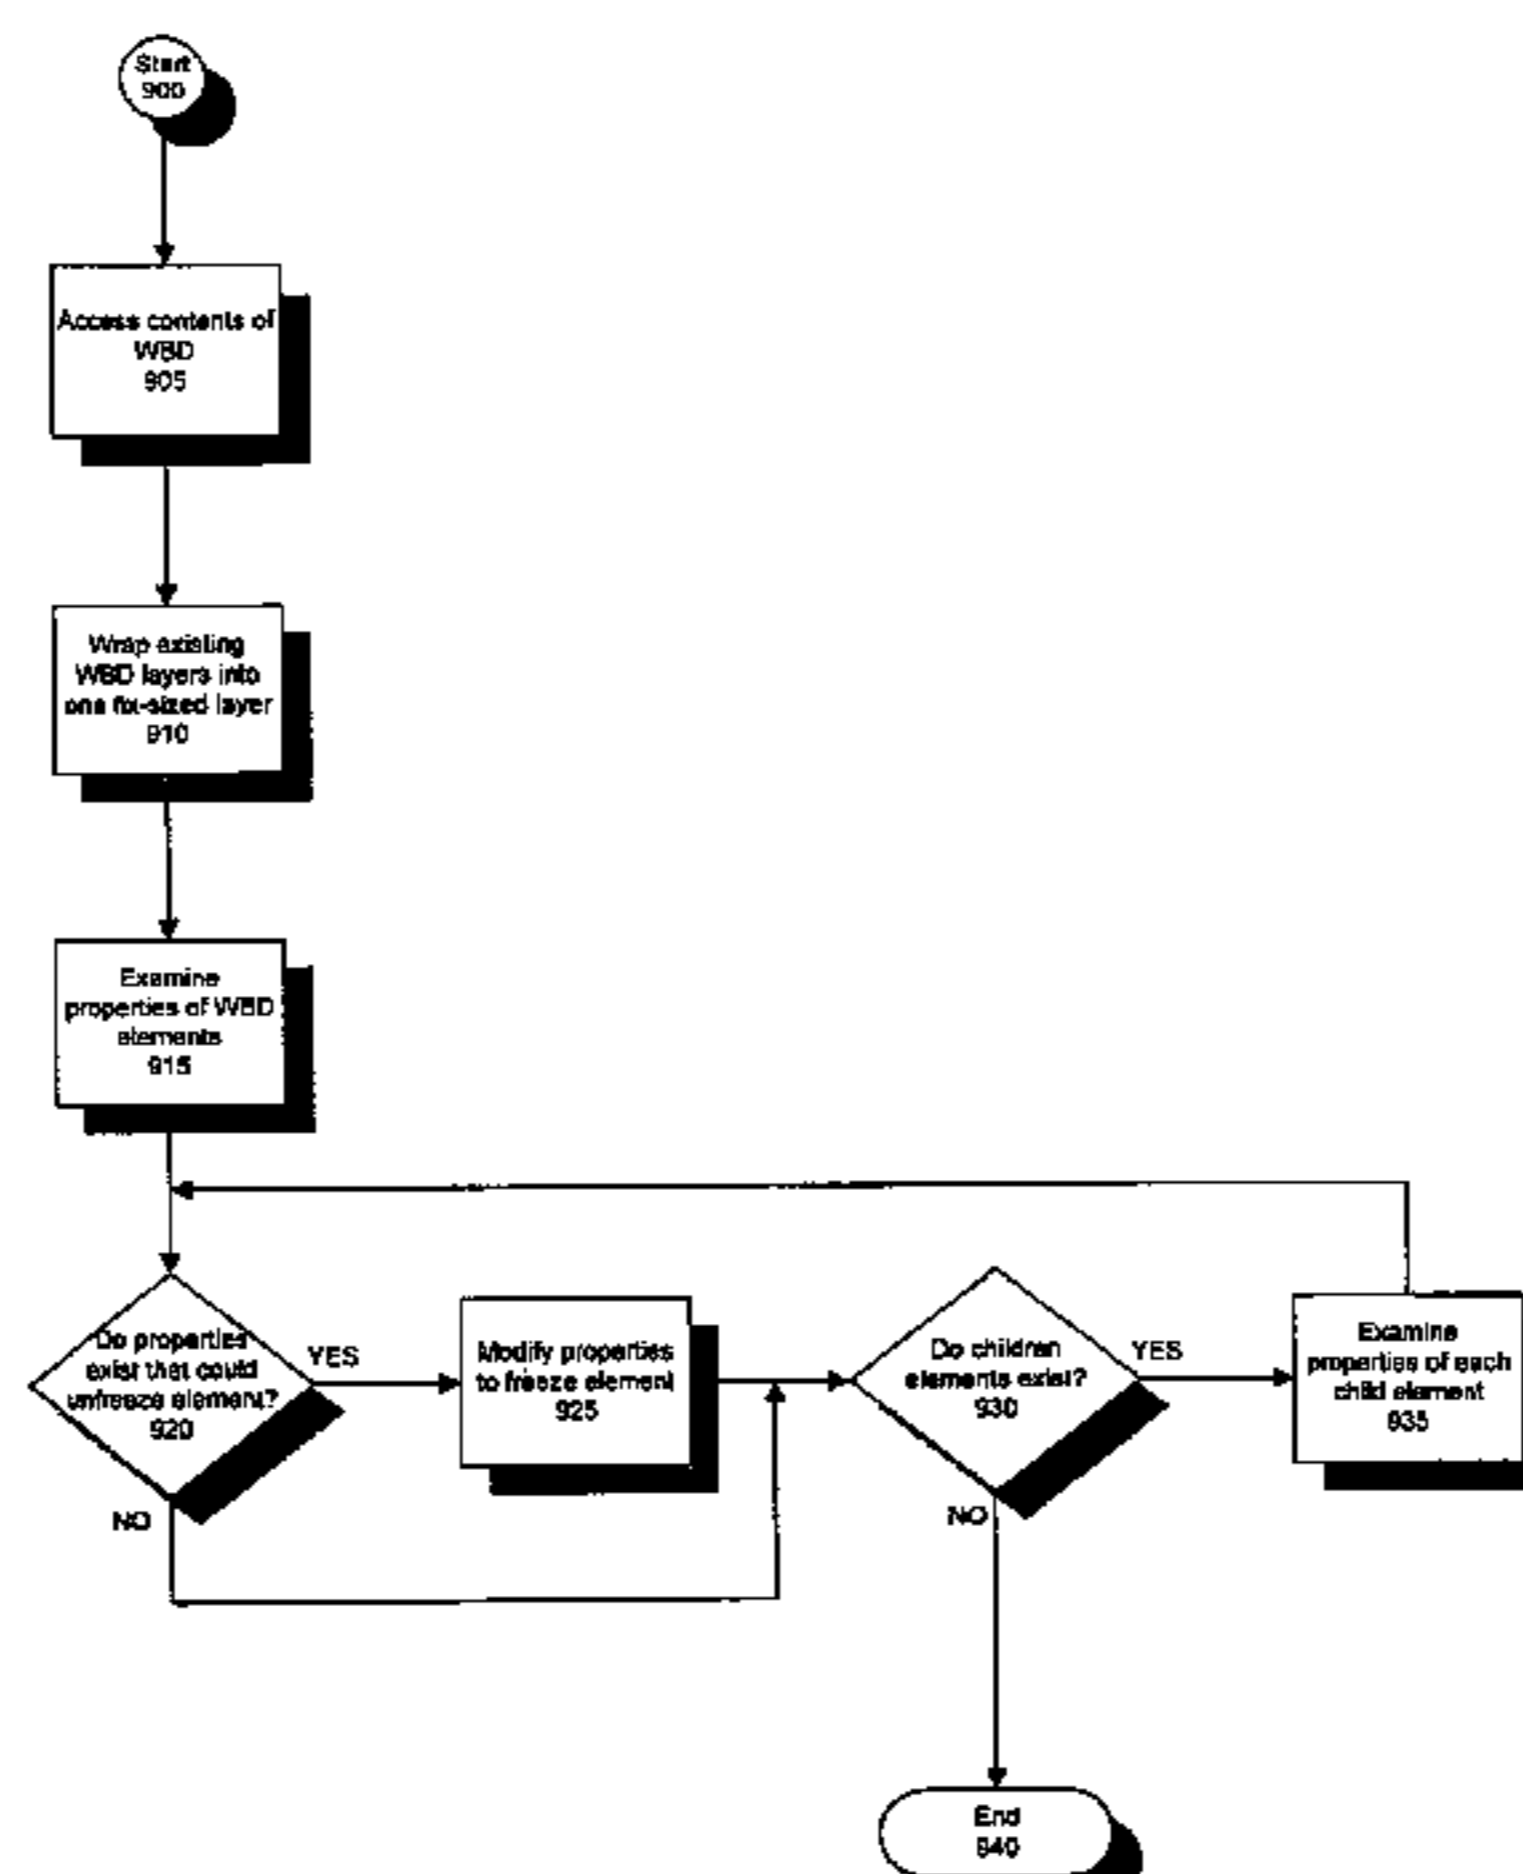 Start
900
Access contents of
WBD
905
Wrap existing
WBD layers into
one fix-sized layer
910
Examine
properties of WBD
elements
915
Do properties
exist that could
unfreeze element?
920
YES
NO
Modify properties
to freeze element
925
Do children
elements exist?
930
YES
NO
Examine
properties of each
child element
935
End
940